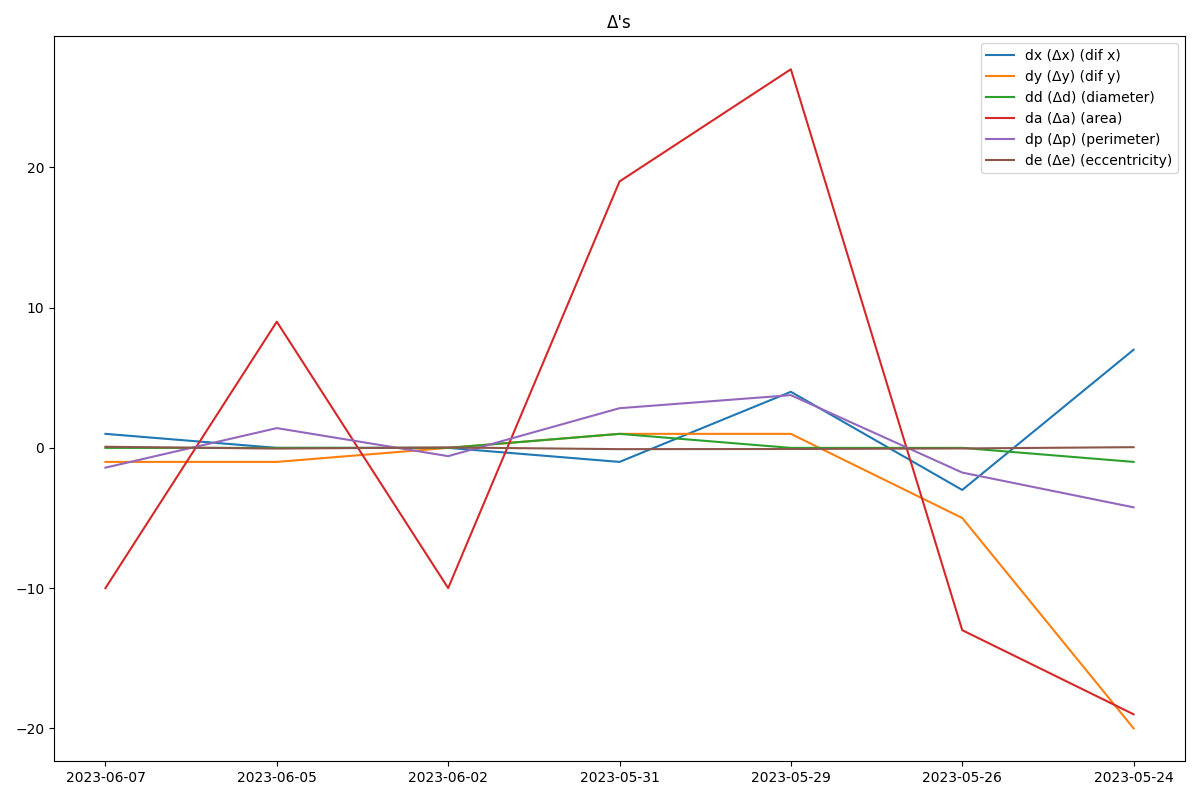 Δ's
dx (Δx) (dif x)
dy (Δy) (dif y)
dd (Δd) (diameter)
da (Δa) (area)
dp (Δp) (perimeter)
de (Δe) (eccentricity)
20
10
0
−10
−20
2023-06-07 2023-06-05 2023-06-02 2023-05-31 2023-05-29 2023-05-26 2023-05-24